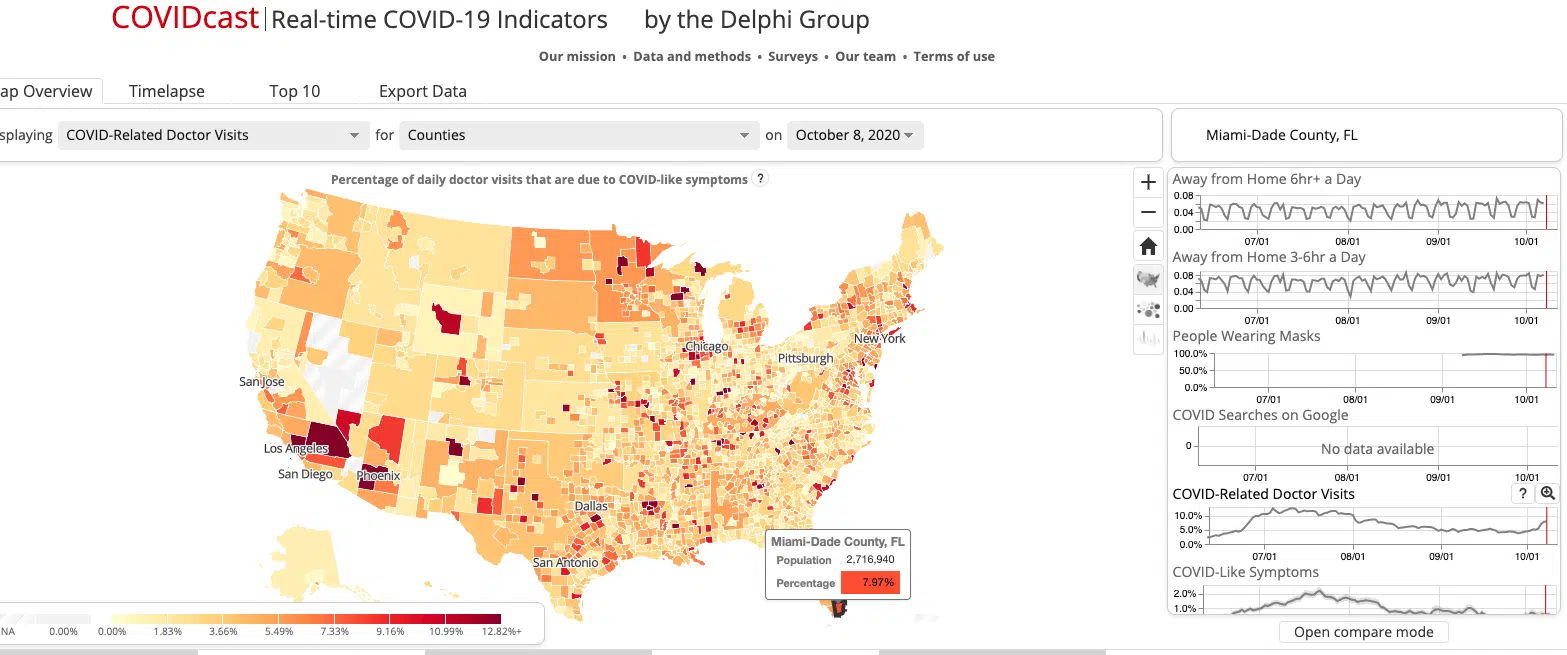 COVIDcast | Real-time COVID-19 Indicators by the Delphi Group
Our mission • Data and methods • Surveys • Our team • Terms of use
ap Overview Timelapse Top 10 Export Data
splaying COVID-Related Doctor Visits for Counties on October 8, 2020
Miami-Dade County, FL
Percentage of daily doctor visits that are due to COVID-like symptoms ?
+
−
San Jose
Los Angeles
San Diego
Phoenix
Dallas
San Antonio
Chicago
Pittsburgh
New York
Miami-Dade County, FL
Population 2,716,940
Percentage 7.97%
NA 0.00% 0.00% 1.83% 3.66% 5.49% 7.33% 9.16% 10.99% 12.82%+
Away from Home 6hr+ a Day
0.08
0.04
0.00
07/01 08/01 09/01 10/01
Away from Home 3-6hr a Day
0.08
0.04
0.00
07/01 08/01 09/01 10/01
People Wearing Masks
100.0%
50.0%
0.0%
07/01 08/01 09/01 10/01
COVID Searches on Google
0
No data available
07/01 08/01 09/01 10/01
COVID-Related Doctor Visits ?
10.0%
5.0%
0.0%
07/01 08/01 09/01 10/01
COVID-Like Symptoms
2.0%
1.0%
Open compare mode